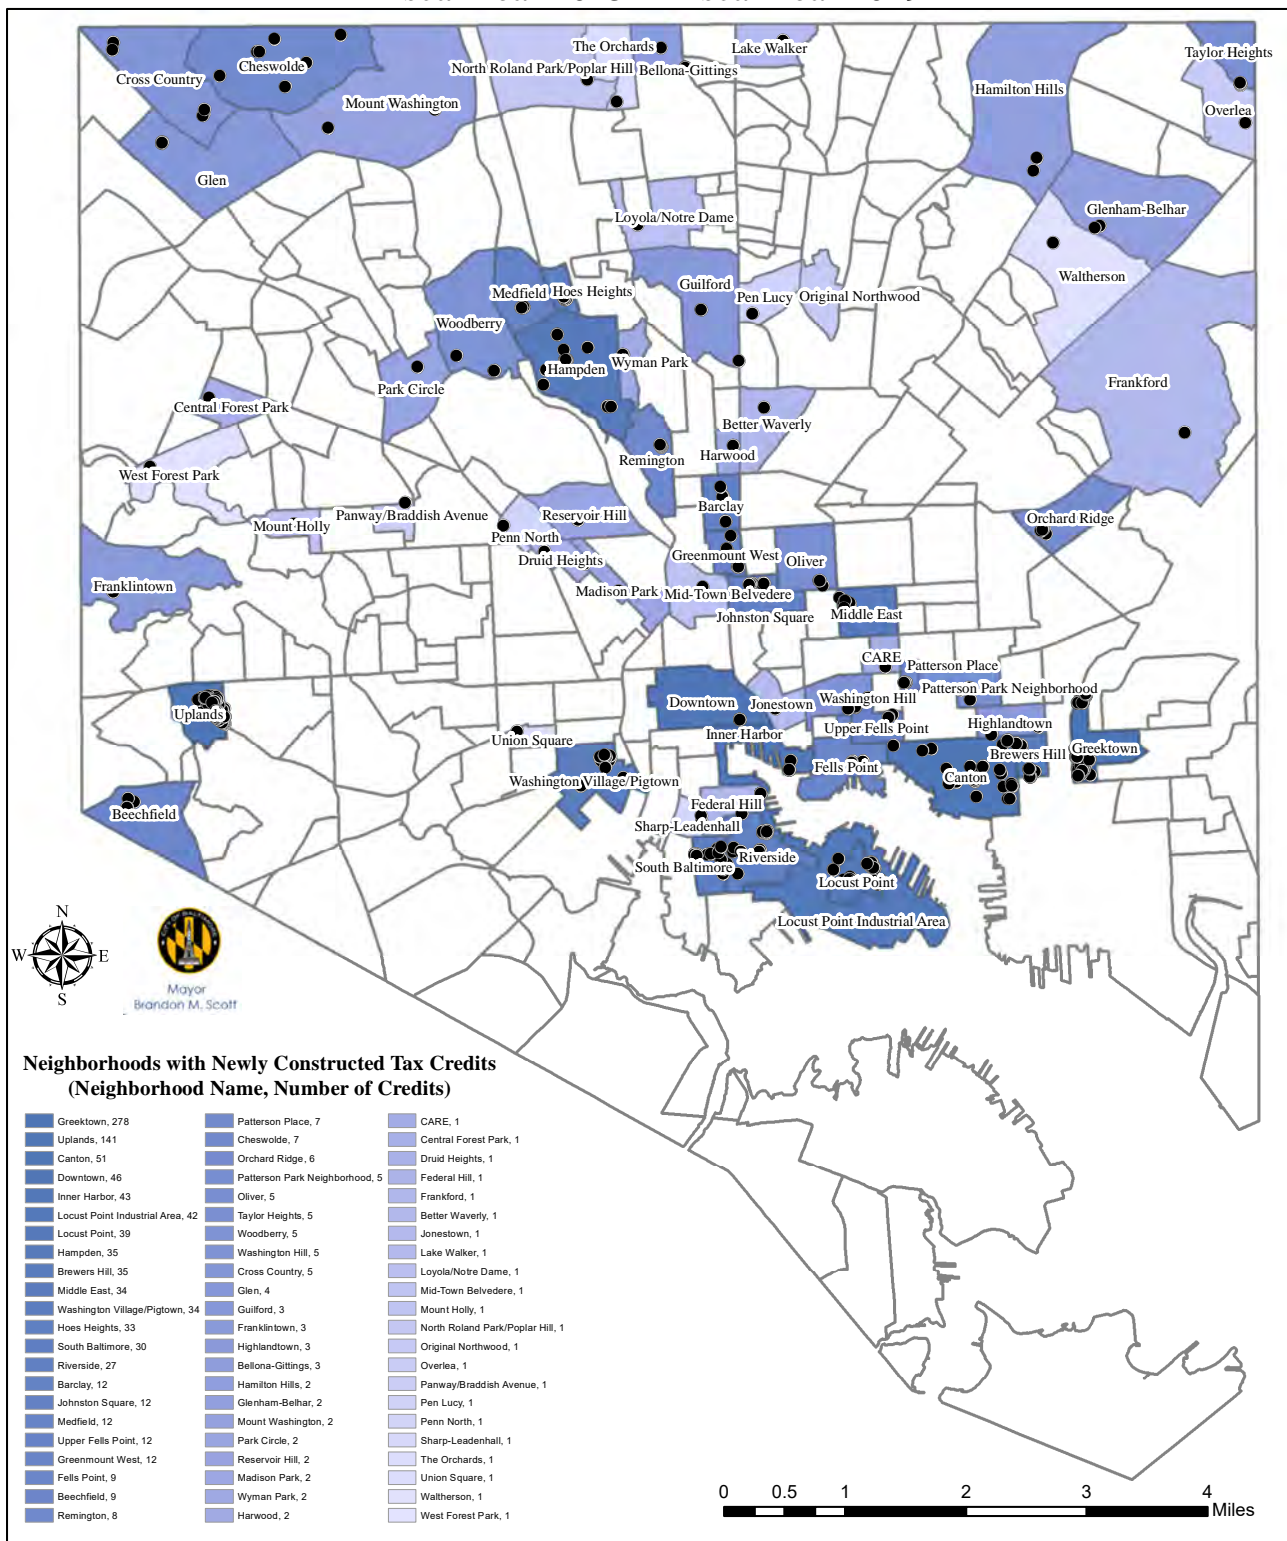 The Orchards
Lake Walker
Taylor Heights
Cross Country
Cheswolde
North Roland Park/Poplar Hill
Bellona-Gittings
Hamilton Hills
Mount Washington
Overlea
Glen
Loyola/Notre Dame
Glenham-Belhar
Waltherson
Medfield
Hoes Heights
Guilford
Pen Lucy
Original Northwood
Woodberry
Wyman Park
Hampden
Park Circle
Frankford
Central Forest Park
Better Waverly
Harwood
Remington
West Forest Park
Barclay
Panway/Braddish Avenue
Reservoir Hill
Orchard Ridge
Mount Holly
Penn North
Druid Heights
Greenmount West
Oliver
Franklintown
Madison Park
Mid-Town Belvedere
Johnston Square
Middle East
CARE
Patterson Place
Patterson Park Neighborhood
Uplands
Downtown
Jonestown
Washington Hill
Upper Fells Point
Highlandtown
Inner Harbor
Union Square
Brewers Hill
Greektown
Fells Point
Canton
Washington Village/Pigtown
Beechfield
Federal Hill
Sharp-Leadenhall
Riverside
South Baltimore
Locust Point
Locust Point Industrial Area
N
W
E
S
CITY OF BALTIMORE
Mayor
Brandon M. Scott
Neighborhoods with Newly Constructed Tax Credits
(Neighborhood Name, Number of Credits)
Greektown, 278
Uplands, 141
Canton, 51
Downtown, 46
Inner Harbor, 43
Locust Point Industrial Area, 42
Locust Point, 39
Hampden, 35
Brewers Hill, 35
Middle East, 34
Washington Village/Pigtown, 34
Hoes Heights, 33
South Baltimore, 30
Riverside, 27
Barclay, 12
Johnston Square, 12
Medfield, 12
Upper Fells Point, 12
Greenmount West, 12
Fells Point, 9
Beechfield, 9
Remington, 8
Patterson Place, 7
Cheswolde, 7
Orchard Ridge, 6
Patterson Park Neighborhood, 5
Oliver, 5
Taylor Heights, 5
Woodberry, 5
Washington Hill, 5
Cross Country, 5
Glen, 4
Guilford, 3
Franklintown, 3
Highlandtown, 3
Bellona-Gittings, 3
Hamilton Hills, 2
Glenham-Belhar, 2
Mount Washington, 2
Park Circle, 2
Reservoir Hill, 2
Madison Park, 2
Wyman Park, 2
Harwood, 2
CARE, 1
Central Forest Park, 1
Druid Heights, 1
Federal Hill, 1
Frankford, 1
Better Waverly, 1
Jonestown, 1
Lake Walker, 1
Loyola/Notre Dame, 1
Mid-Town Belvedere, 1
Mount Holly, 1
North Roland Park/Poplar Hill, 1
Original Northwood, 1
Overlea, 1
Panway/Braddish Avenue, 1
Pen Lucy, 1
Penn North, 1
Sharp-Leadenhall, 1
The Orchards, 1
Union Square, 1
Waltherson, 1
West Forest Park, 1
0 0.5 1 2 3 4
Miles